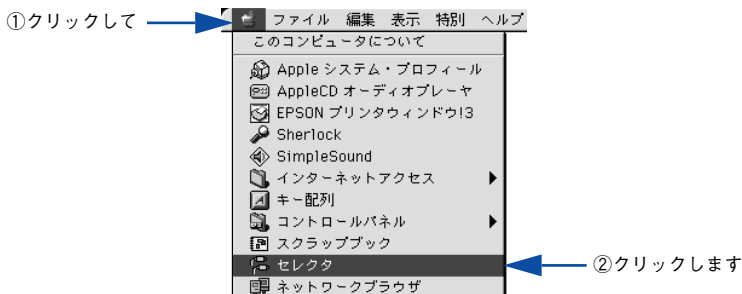 ①クリックして
ファイル 編集 表示 特別 ヘルプ
このコンピュータについて
Apple システム・プロフィール
AppleCD オーディオプレーヤ
EPSON プリンタウィンドウ!3
Sherlock
SimpleSound
インターネットアクセス
キー配列
コントロールパネル
スクラップブック
セレクタ
②クリックします
ネットワークブラウザ